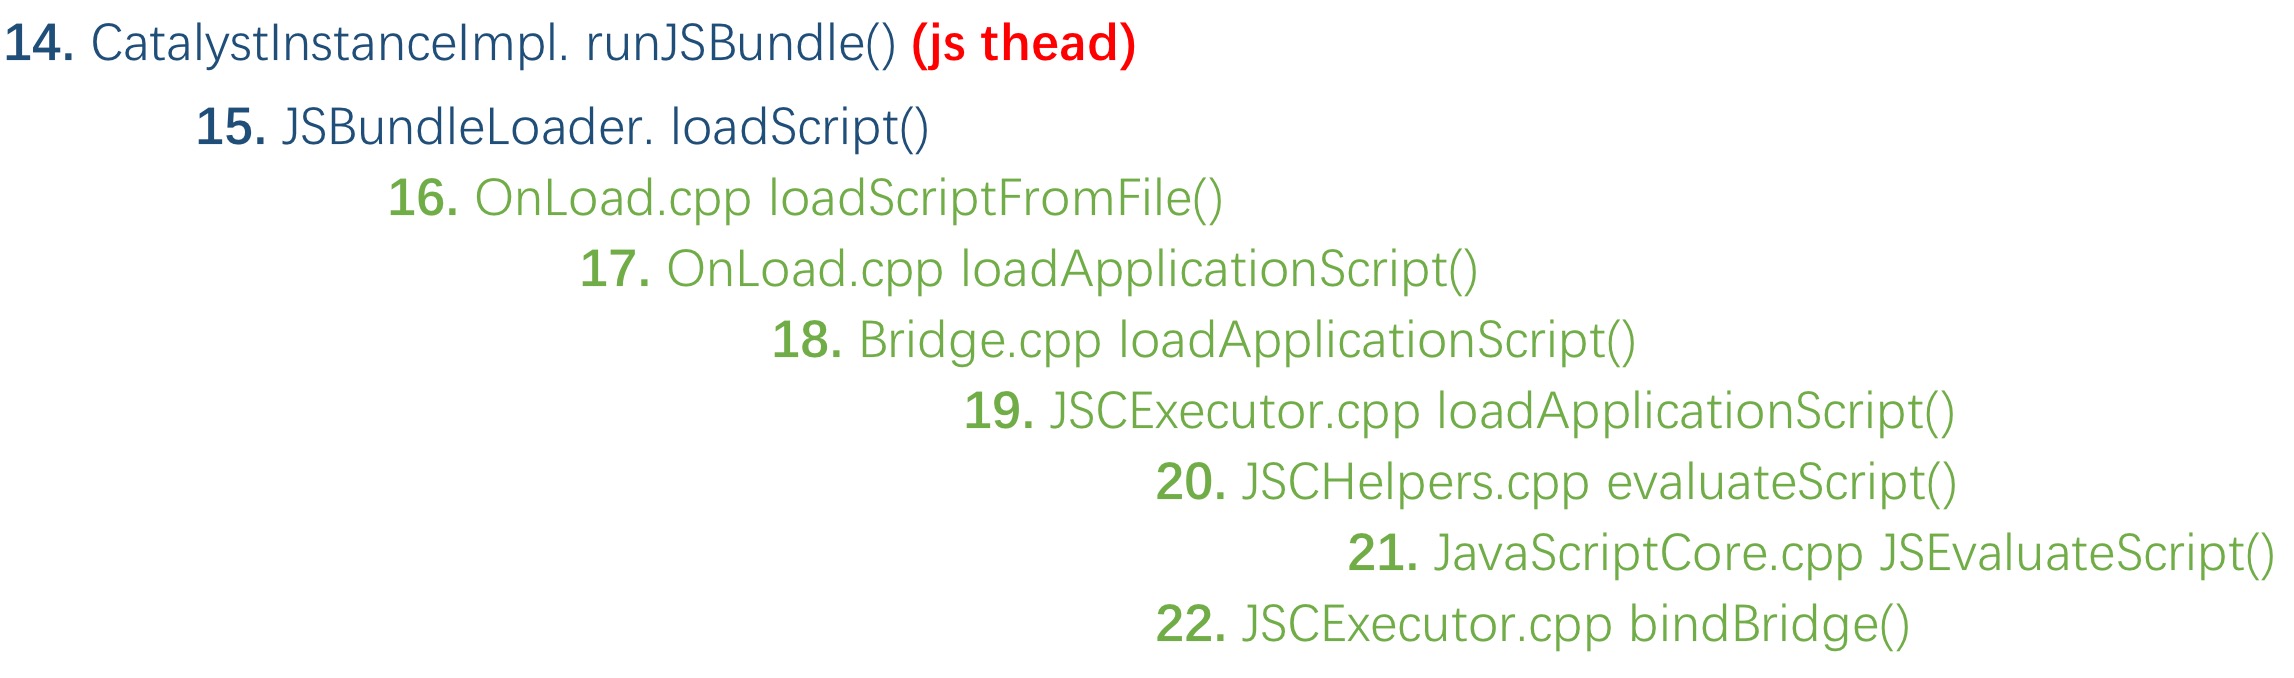 14. CatalystInstanceImpl. runJSBundle() (js thead)
15. JSBundleLoader. loadScript()
16. OnLoad.cpp loadScriptFromFile()
17. OnLoad.cpp loadApplicationScript()
18. Bridge.cpp loadApplicationScript()
19. JSCExecutor.cpp loadApplicationScript()
20. JSCHelpers.cpp evaluateScript()
21. JavaScriptCore.cpp JSEvaluateScript()
22. JSCExecutor.cpp bindBridge()